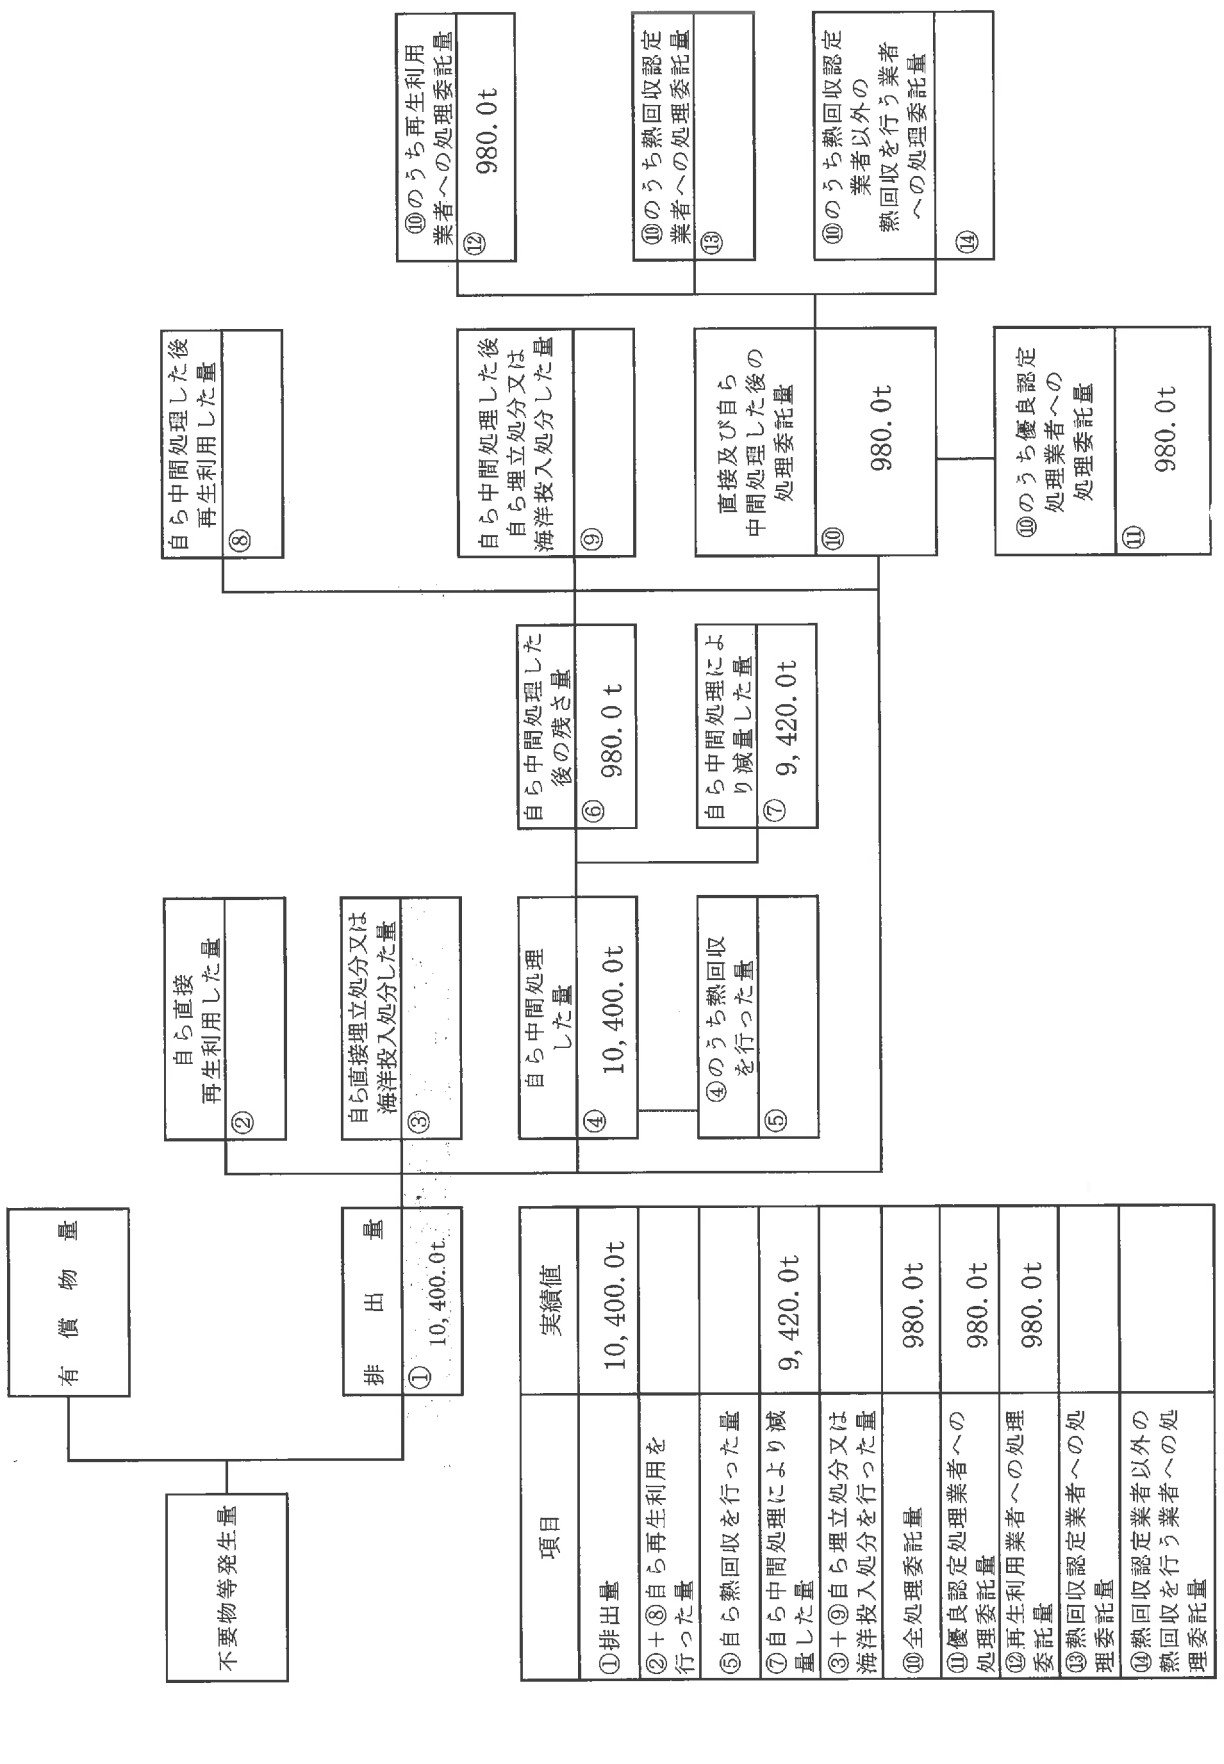 不要物等発生量
有償物量
排出量
① 10,400.0t
自ら直接
再生利用した量
②
自ら直接埋立処分又は
海洋投入処分した量
③
自ら中間処理
した量
④ 10,400.0t
④のうち熱回収
を行った量
⑤
自ら中間処理した
後の残さ量
⑥ 980.0t
自ら中間処理によ
り減量した量
⑦ 9,420.0t
自ら中間処理した後
再生利用した量
⑧
自ら中間処理した後
自ら埋立処分又は
海洋投入処分した量
⑨
直接及び自ら
中間処理した後の
処理委託量
⑩ 980.0t
⑩のうち優良認定
処理業者への
処理委託量
⑪ 980.0t
⑩のうち再生利用
業者への処理委託量
⑫ 980.0t
⑩のうち熱回収認定
業者への処理委託量
⑬
⑩のうち熱回収認定
業者以外の
熱回収を行う業者
への処理委託量
⑭
項目 実績値
①排出量 10,400.0t
②＋⑧自ら再生利用を
行った量
⑤自ら熱回収を行った量
⑦自ら中間処理により減
量した量 9,420.0t
③＋⑨自ら埋立処分又は
海洋投入処分を行った量
⑩全処理委託量 980.0t
⑪優良認定処理業者への
処理委託量 980.0t
⑫再生利用業者への処理
委託量 980.0t
⑬熱回収認定業者への処
理委託量
⑭熱回収認定業者以外の
熱回収を行う業者への処
理委託量